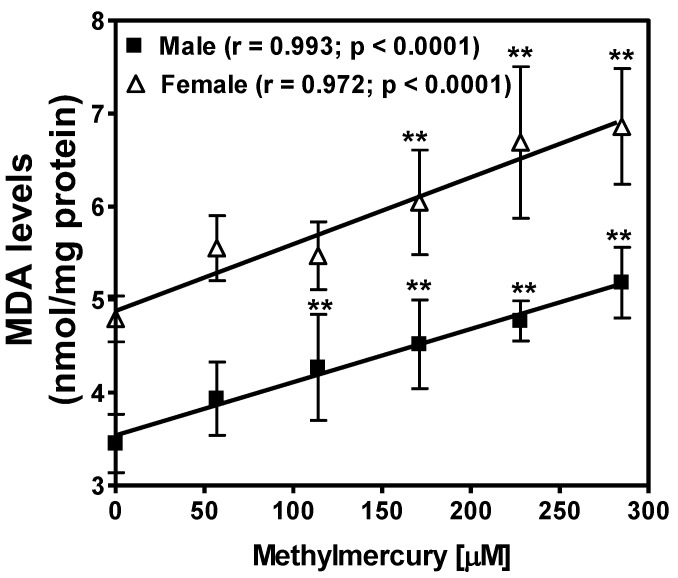 8
■ Male (r = 0.993; p < 0.0001)
△ Female (r = 0.972; p < 0.0001)
**
**
7
**
6
**
5
**
**
**
4
3
0 50 100 150 200 250 300
MDA levels
(nmol/mg protein)
Methylmercury [μM]